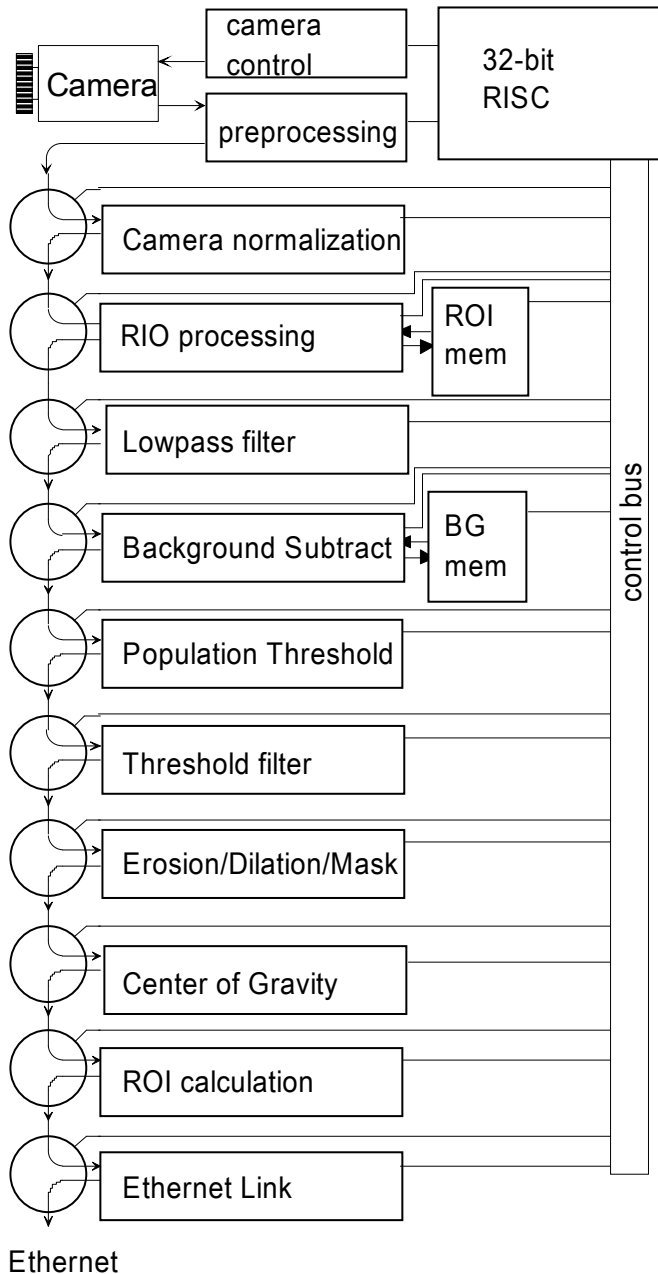 camera
control
32-bit
RISC
Camera
preprocessing
Camera normalization
RIO processing
ROI
mem
Lowpass filter
Background Subtract
BG
mem
control bus
Population Threshold
Threshold filter
Erosion/Dilation/Mask
Center of Gravity
ROI calculation
Ethernet Link
Ethernet